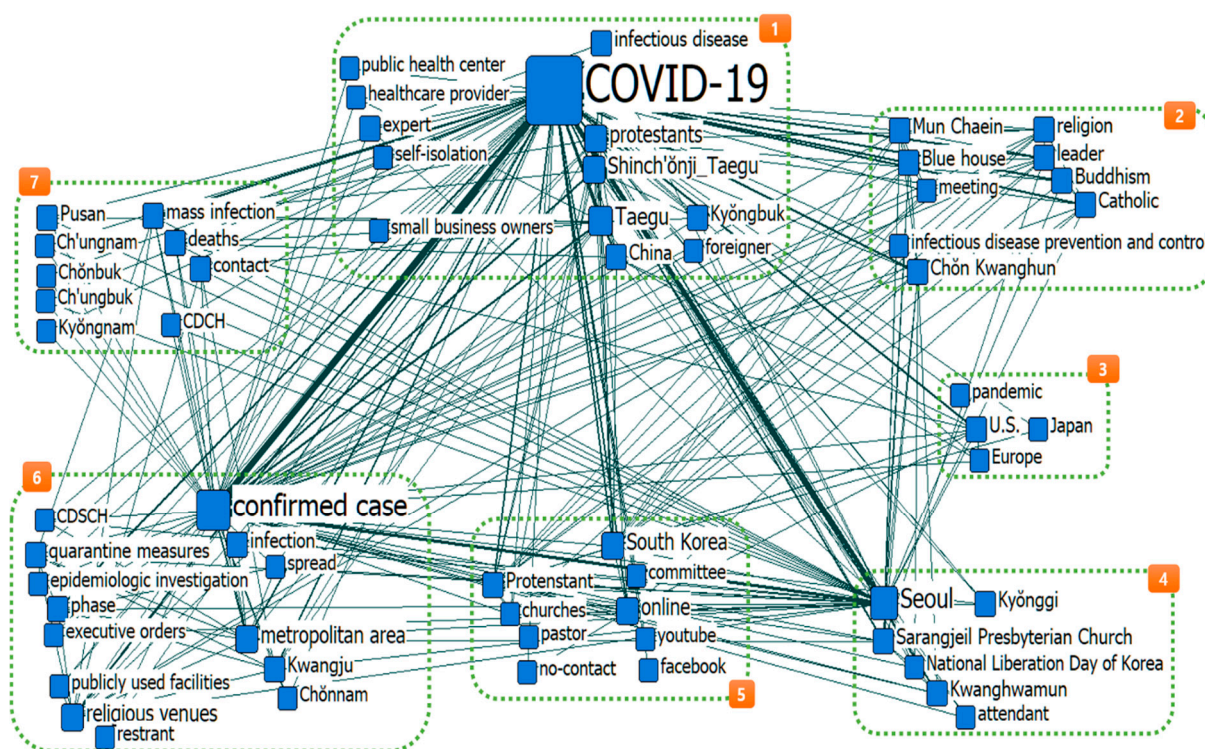 1
infectious disease
public health center
COVID-19
healthcare provider
expert
protestants
self-isolation
Shinch'ŏnji_Taegu
small business owners
Taegu
Kyŏngbuk
China
foreigner
2
Mun Chaein
religion
Blue house
leader
meeting
Buddhism
Catholic
infectious disease prevention and contro
Chŏn Kwanghun
7
Pusan
mass infection
Ch'ungnam
deaths
Chŏnbuk
contact
Ch'ungbuk
Kyŏngnam
CDCH
3
pandemic
U.S.
Japan
Europe
6
confirmed case
CDSCH
infection
quarantine measures
spread
epidemiologic investigation
phase
executive orders
metropolitan area
Kwangju
publicly used facilities
Chŏnnam
religious venues
restrant
South Korea
Protenstant
committee
churches
online
pastor
youtube
no-contact
facebook
5
4
Seoul
Kyŏnggi
Sarangjeil Presbyterian Church
National Liberation Day of Korea
Kwanghwamun
attendant